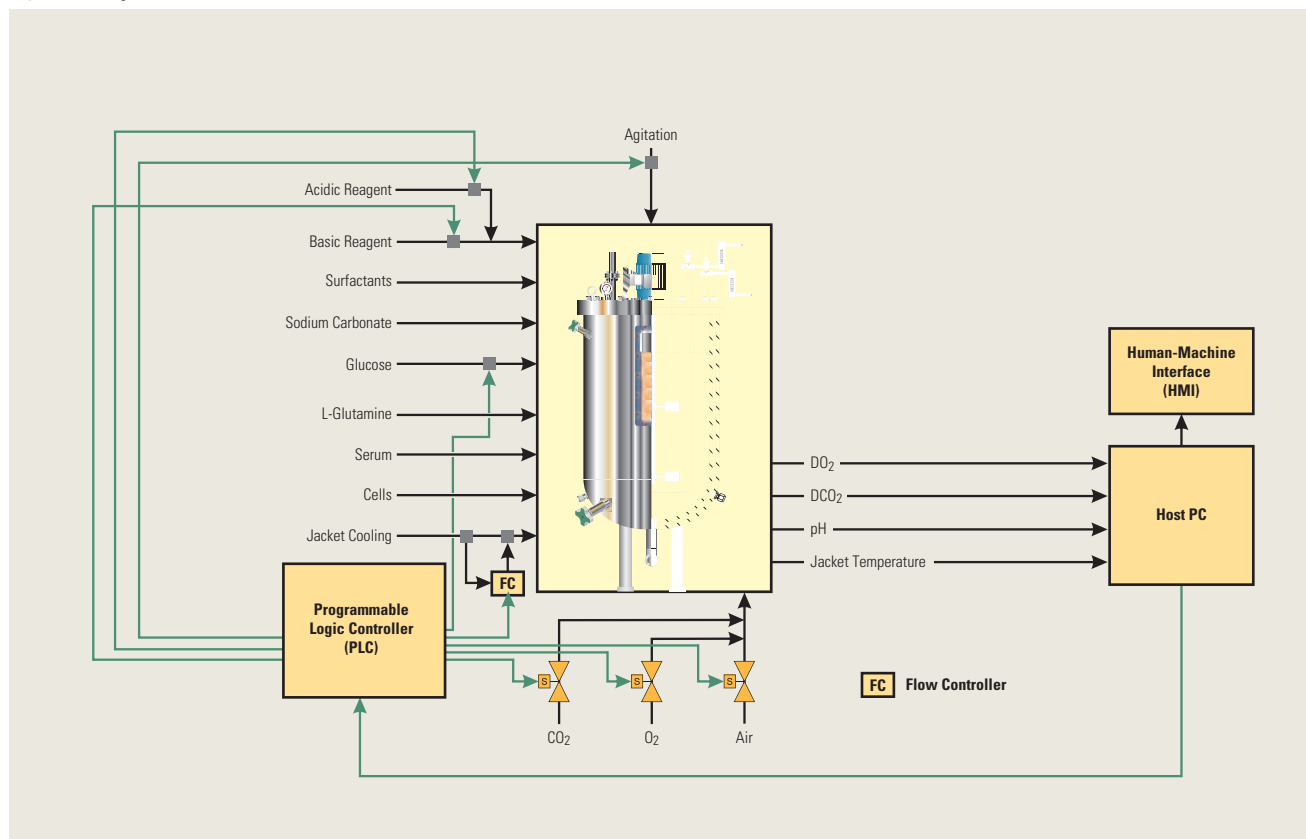 Agitation
Acidic Reagent
Basic Reagent
Surfactants
Sodium Carbonate
Glucose
L-Glutamine
Serum
Cells
Jacket Cooling
FC
Programmable
Logic Controller
(PLC)
S
S
S
CO₂
O₂
Air
DO₂
DCO₂
pH
Jacket Temperature
Human-Machine
Interface
(HMI)
Host PC
FC Flow Controller